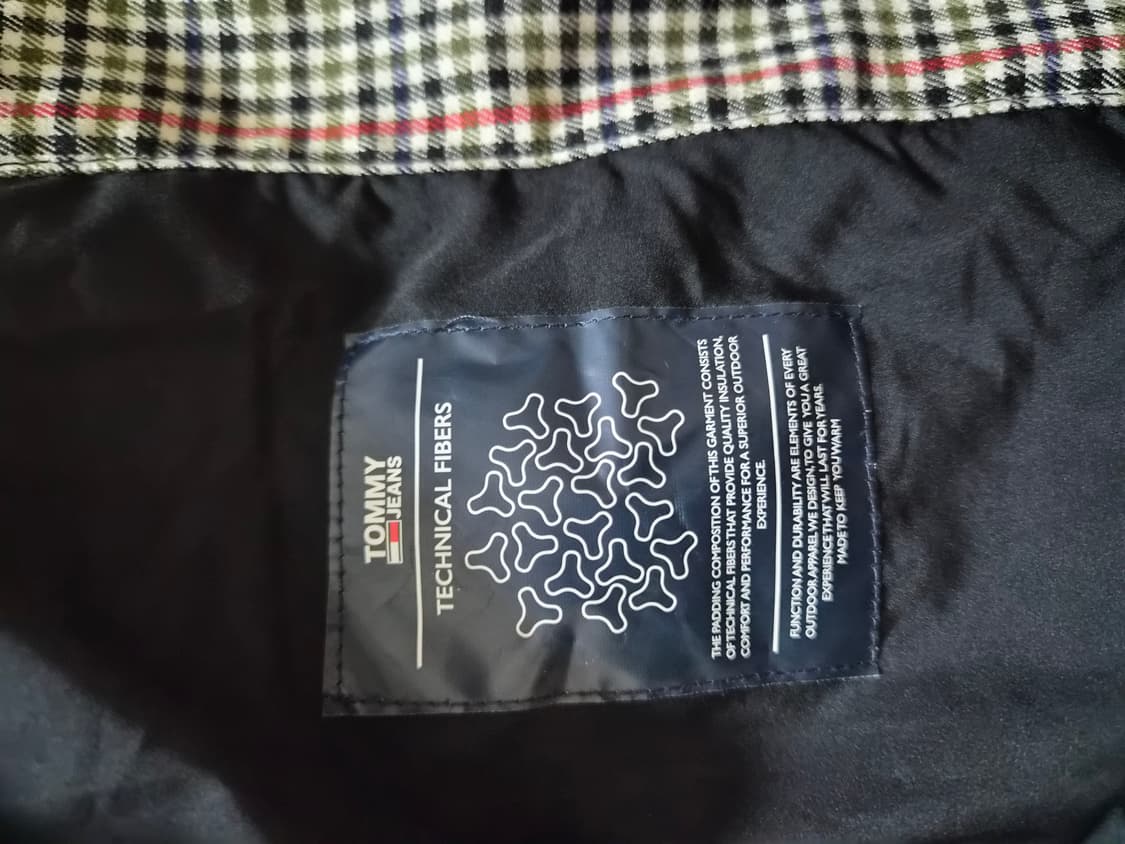 TOMMY
JEANS
TECHNICAL FIBERS
THE PADDING COMPOSITION OF THIS GARMENT CONSISTS
OF TECHNICAL FIBERS THAT PROVIDE QUALITY INSULATION,
COMFORT AND PERFORMANCE FOR A SUPERIOR OUTDOOR
EXPERIENCE.
FUNCTION AND DURABILITY ARE ELEMENTS OF EVERY
OUTDOOR APPAREL WE DESIGN, TO GIVE YOU A GREAT
EXPERIENCE THAT WILL LAST FOR YEARS.
MADE TO KEEP YOU WARM